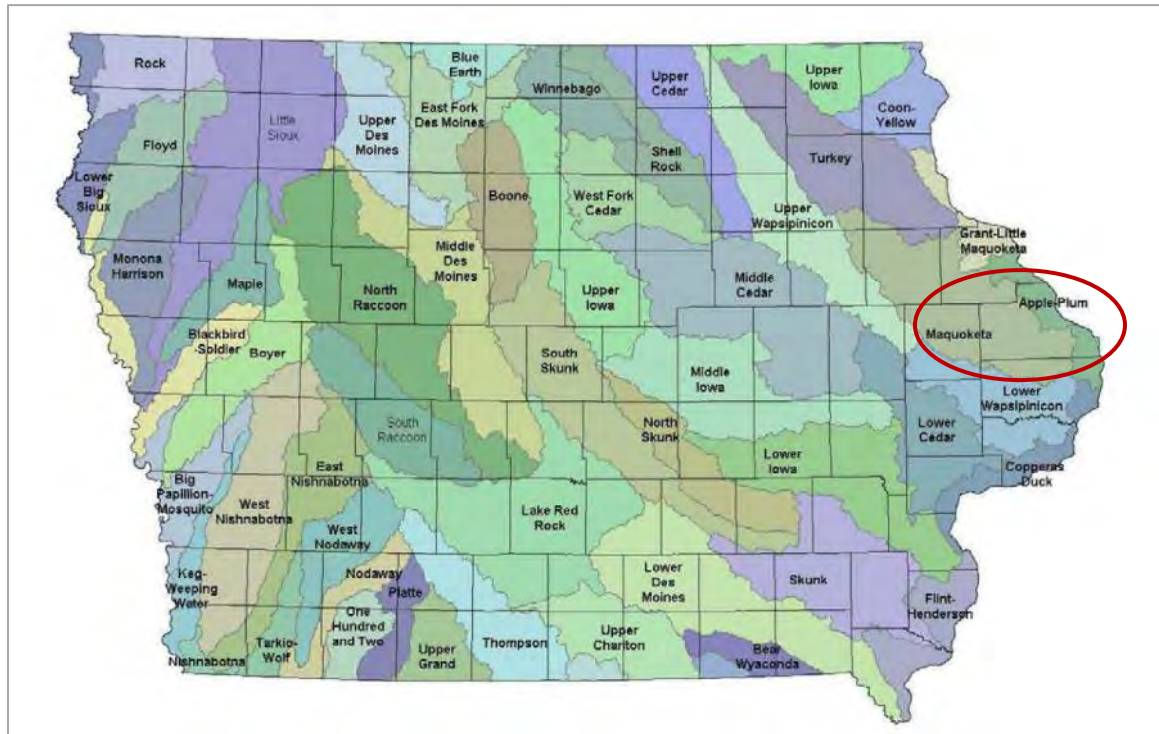 Rock
Little
Sioux
Floyd
Lower
Big
Sioux
Upper
Des
Moines
Blue
Earth
East Fork
Des Moines
Winnebago
Upper
Cedar
Upper
Iowa
Coon-
Yellow
Turkey
Shell
Rock
Boone
West Fork
Cedar
Upper
Wapsipinicon
Grant-Little
Maquoketa
Monona
Harrison
Maple
North
Raccoon
Middle
Des
Moines
Upper
Iowa
Middle
Cedar
Apple-Plum
Maquoketa
Blackbird
-Soldier
Boyer
South
Skunk
Middle
Iowa
Lower
Wapsipinicon
South
Raccoon
North
Skunk
Lower
Cedar
Lower
Iowa
Copperas
Duck
Big
Papillion-
Mosquito
West
Nishnabotna
East
Nishnabotna
West
Nodaway
Lake Red
Rock
Keg-
Weeping
Water
Nodaway
Platte
Lower
Des
Moines
Skunk
Flint-
Henderson
One
Hundred
and Two
Nishnabotna
Tarkio-
Wolf
Upper
Grand
Thompson
Upper
Chariton
Bear
Wyaconda